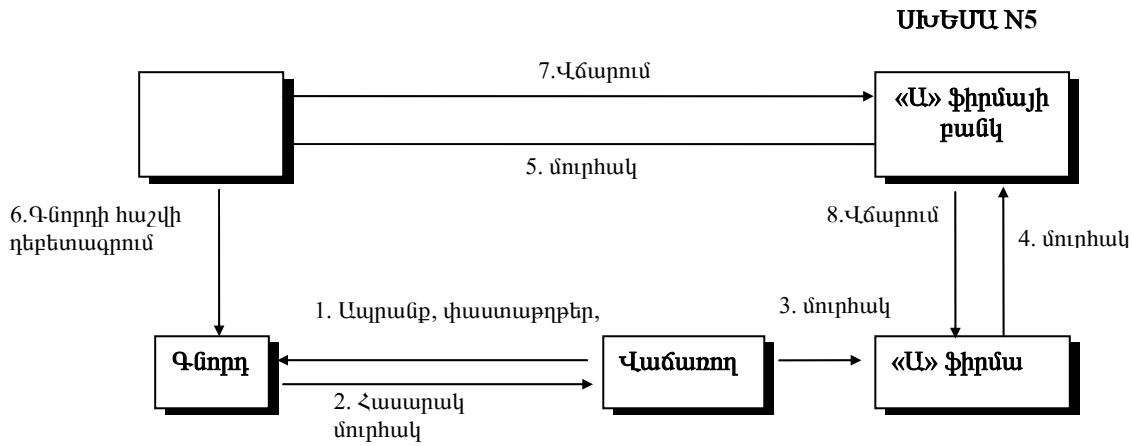 ՍԽԵՄԱ N5
7.Վճարում
«Ա» ֆիրմայի
բանկ
5. մուրհակ
6.Գնորդի հաշվի
դեբետագրում
8.Վճարում
4. մուրհակ
1. Ապրանք, փաստաթղթեր,
3. մուրհակ
Գնորդ
Վաճառող
«Ա» ֆիրմա
2. Հասարակ
մուրհակ